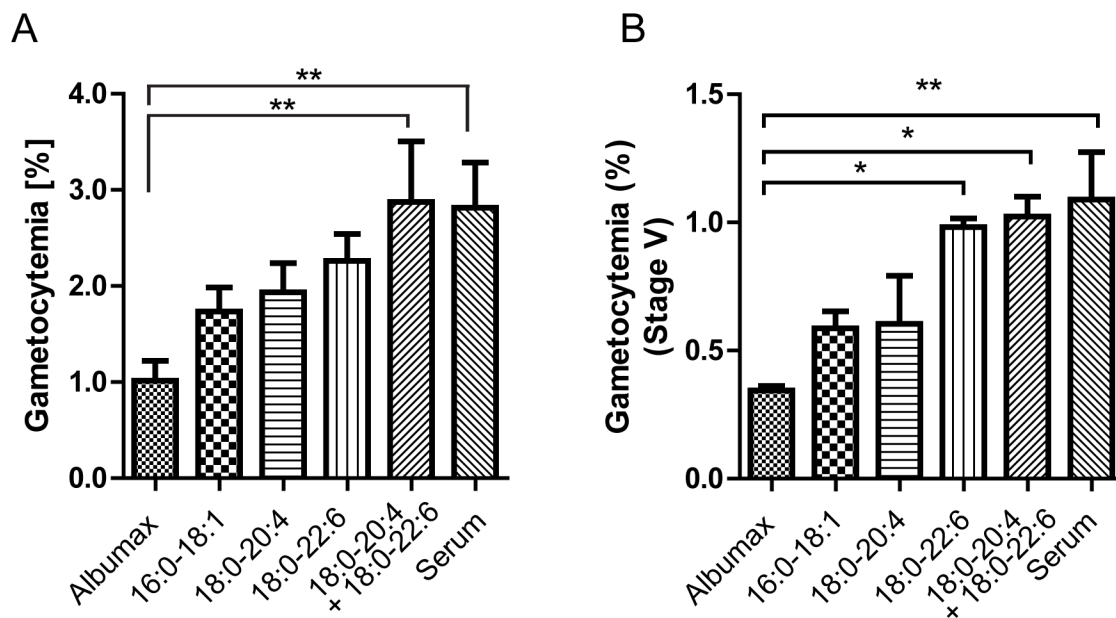 A
B
**
**
4.0
3.0
2.0
1.0
0.0
Gametocytemia [%]
Albumax
16:0-18:1
18:0-20:4
18:0-22:6
18:0-20:4
+ 18:0-22:6
Serum
**
*
*
1.5
1.0
0.5
0.0
Gametocytemia (%)
(Stage V)
Albumax
16:0-18:1
18:0-20:4
18:0-22:6
18:0-20:4
+ 18:0-22:6
Serum